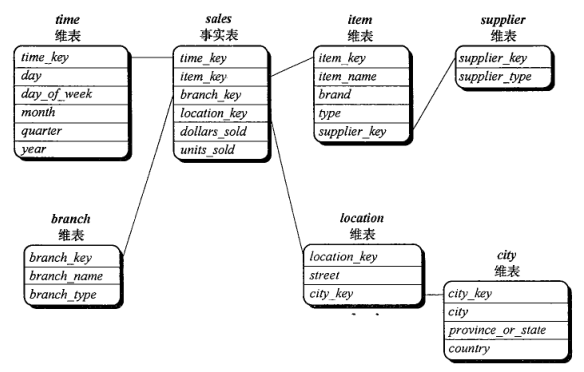 time
维表
time_key
day
day_of_week
month
quarter
year
sales
事实表
time_key
item_key
branch_key
location_key
dollars_sold
units_sold
item
维表
item_key
item_name
brand
type
supplier_key
supplier
维表
supplier_key
supplier_type
branch
维表
branch_key
branch_name
branch_type
location
维表
location_key
street
city_key
city
维表
city_key
city
province_or_state
country